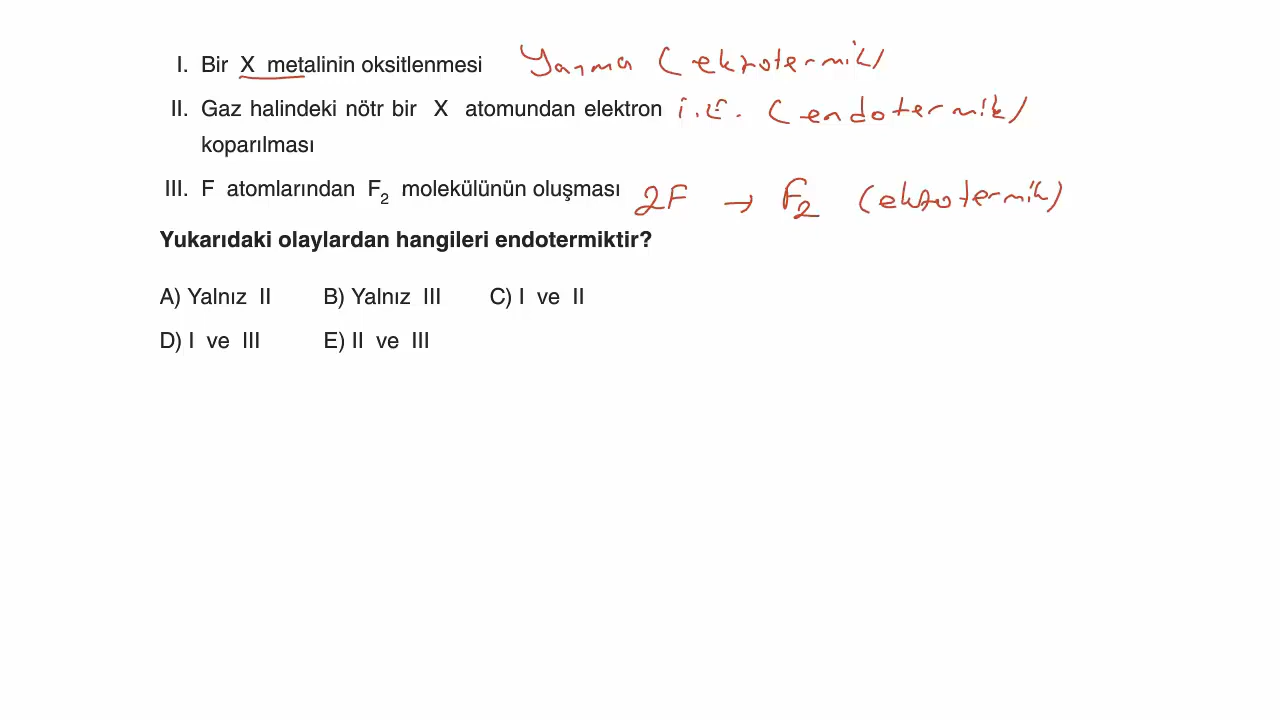 I. Bir X metalinin oksitlenmesi Yanma (ekzotermik)
II. Gaz halindeki nötr bir X atomundan elektron i.E. (endotermik)
koparılması
III. F atomlarından F₂ molekülünün oluşması 2F → F₂ (ekzotermik)
Yukarıdaki olaylardan hangileri endotermiktir?
A) Yalnız II B) Yalnız III C) I ve II
D) I ve III E) II ve III